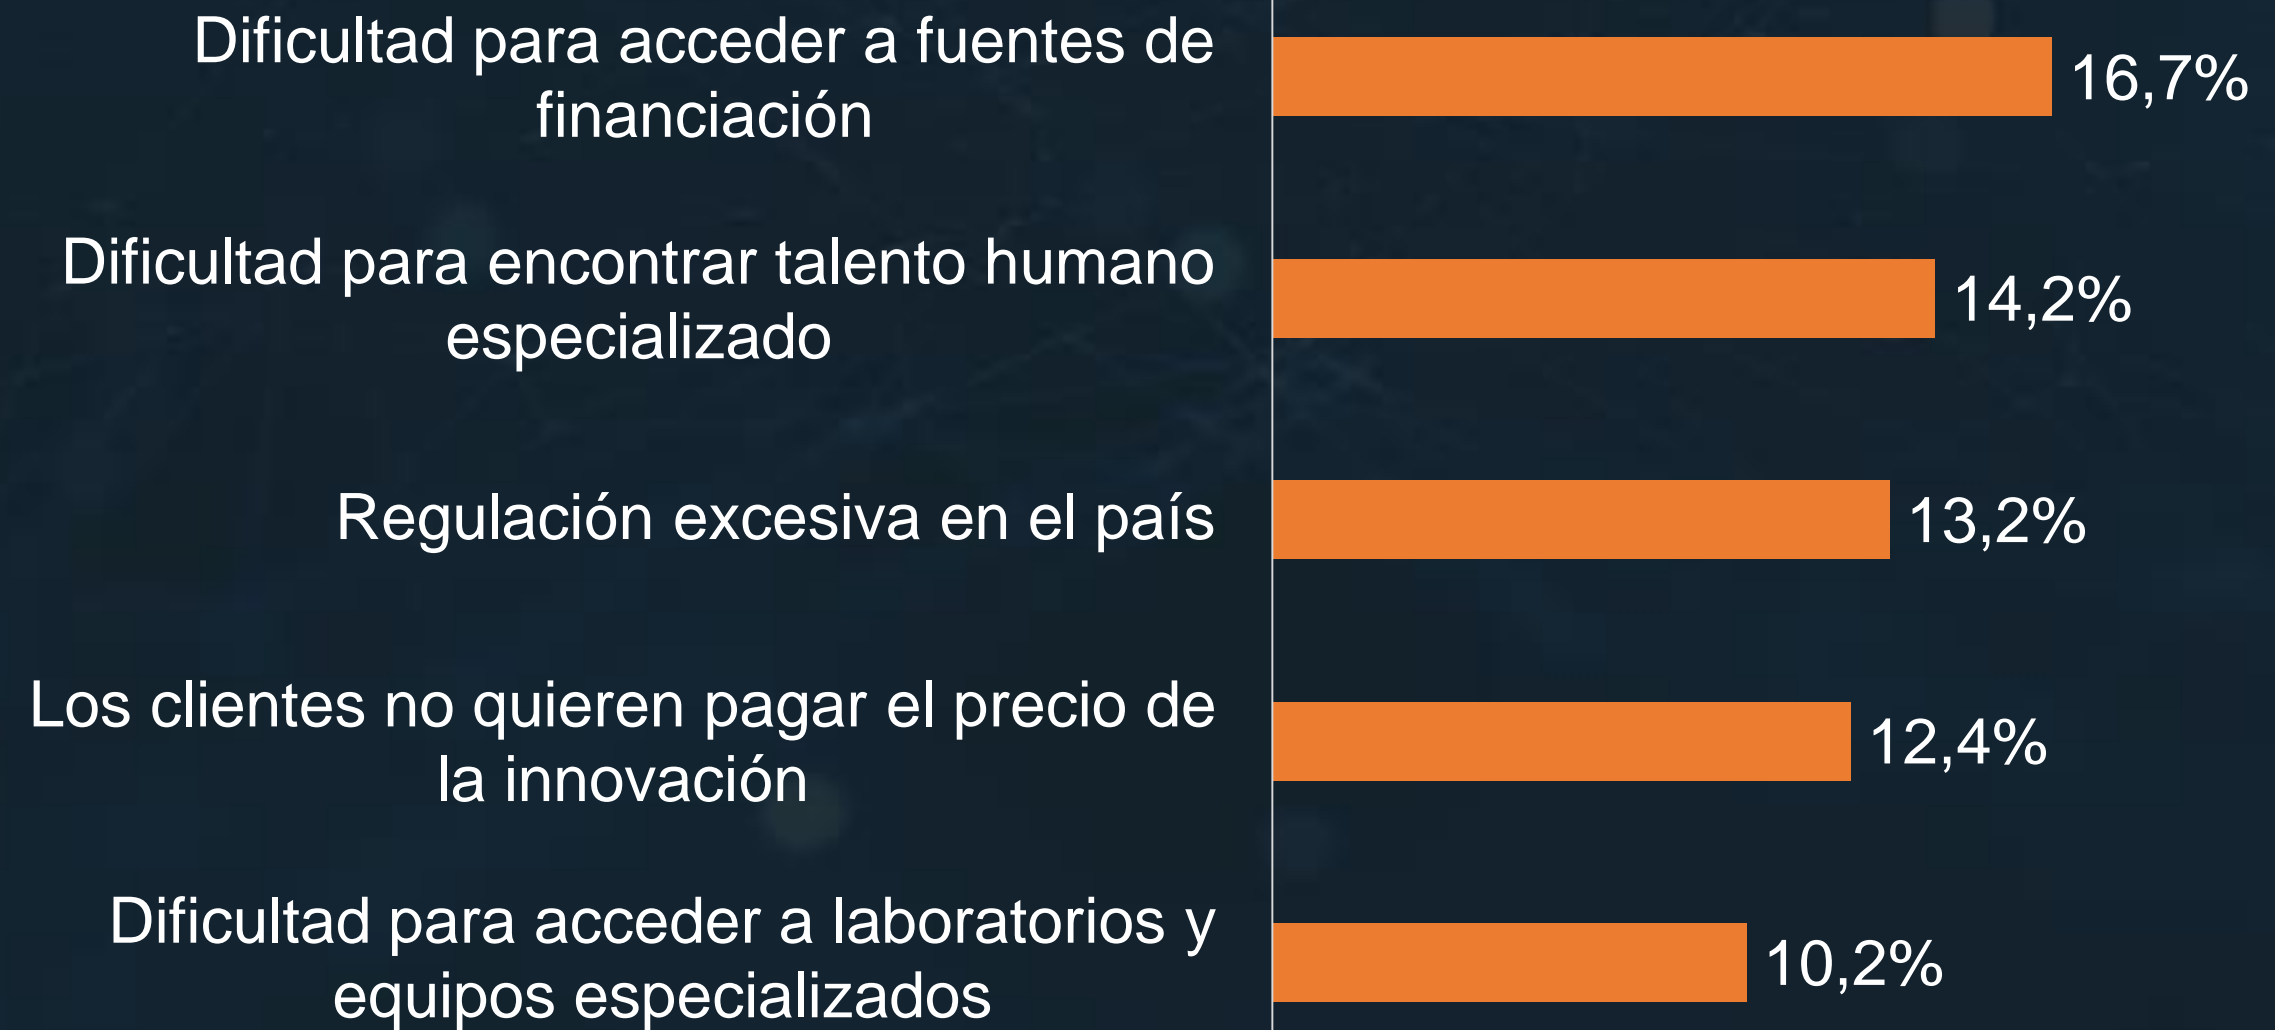 Dificultad para acceder a fuentes de
financiación
16,7%
Dificultad para encontrar talento humano
especializado
14,2%
Regulación excesiva en el país
13,2%
Los clientes no quieren pagar el precio de
la innovación
12,4%
Dificultad para acceder a laboratorios y
equipos especializados
10,2%